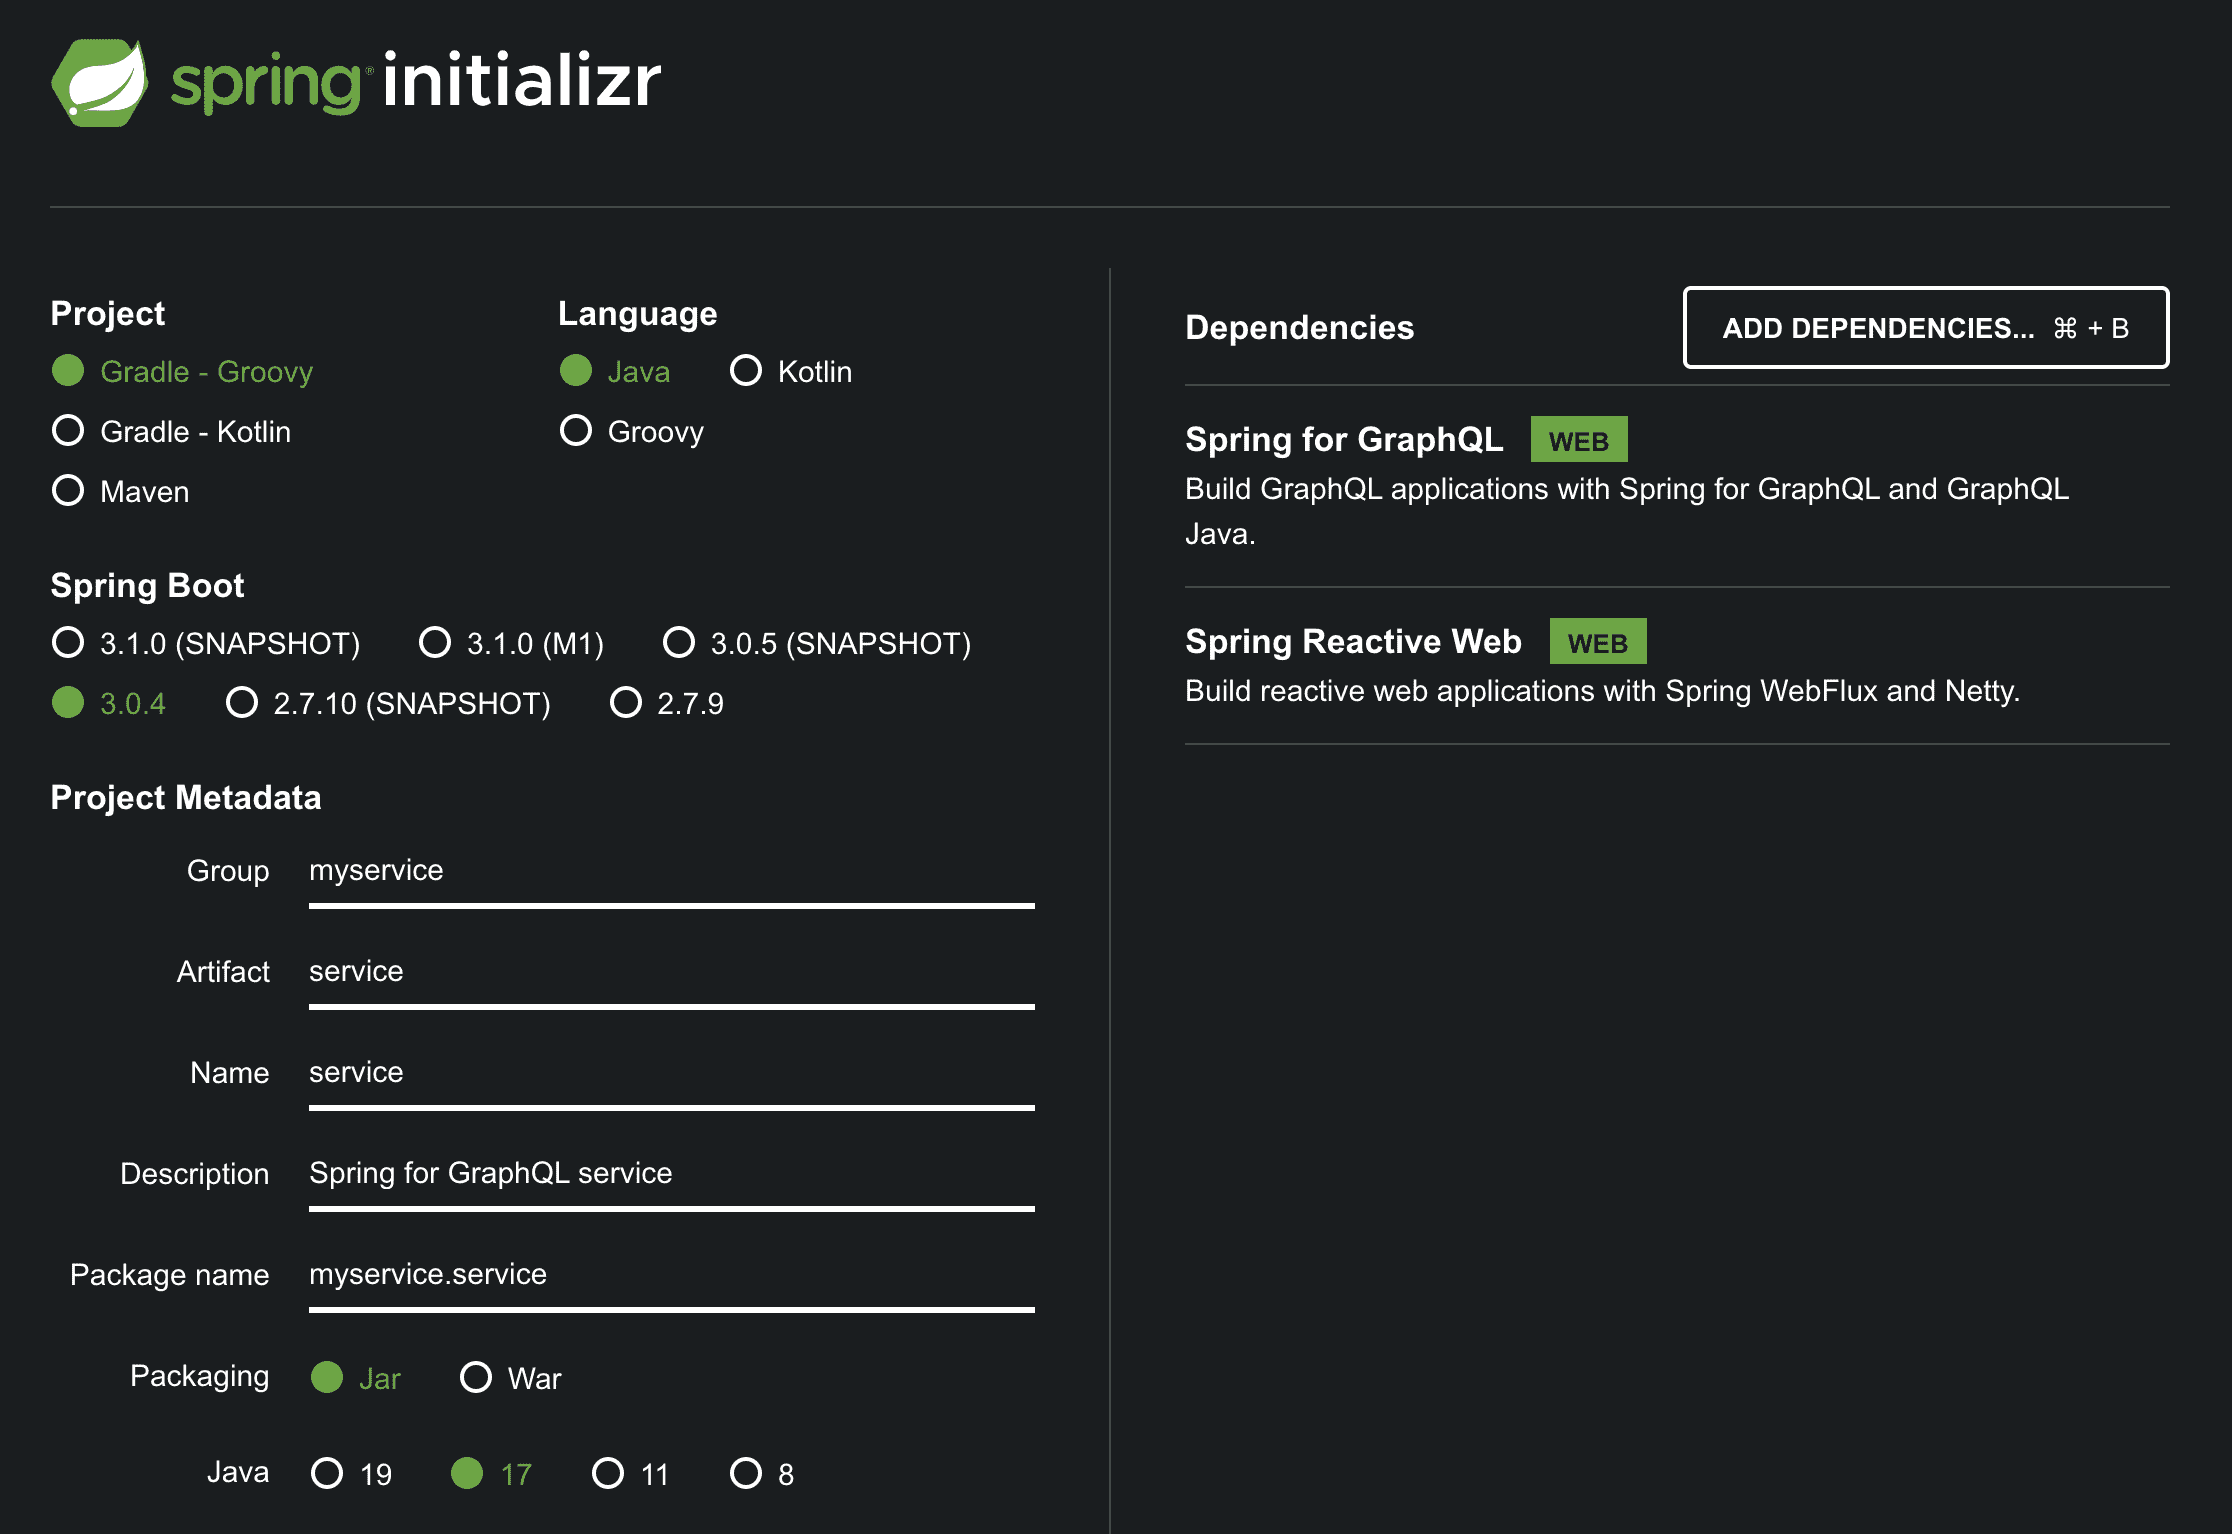 spring initializr
Project
Gradle - Groovy
Gradle - Kotlin
Maven
Language
Java Kotlin
Groovy
Spring Boot
3.1.0 (SNAPSHOT) 3.1.0 (M1) 3.0.5 (SNAPSHOT)
3.0.4 2.7.10 (SNAPSHOT) 2.7.9
Project Metadata
Group myservice
Artifact service
Name service
Description Spring for GraphQL service
Package name myservice.service
Packaging Jar War
Java 19 17 11 8
Dependencies ADD DEPENDENCIES... ⌘ + B
Spring for GraphQL WEB
Build GraphQL applications with Spring for GraphQL and GraphQL
Java.
Spring Reactive Web WEB
Build reactive web applications with Spring WebFlux and Netty.